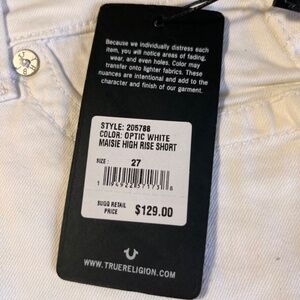 Because we individually distress each
item, you will notice areas of fading,
wear, and even holes. Color may
transfer onto lighter fabrics. These
nuances are intentional and add to the
character and finish of our garment.
STYLE: 205788
COLOR: OPTIC WHITE
MAISIE HIGH RISE SHORT
SIZE : 27
SUGG RETAIL
PRICE $129.00
WWW.TRUERELIGION.COM